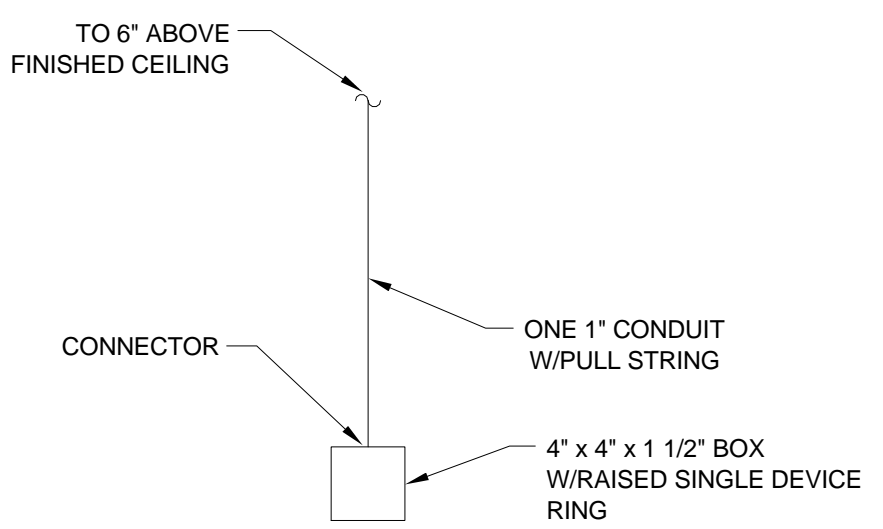 TO 6" ABOVE
FINISHED CEILING
ONE 1" CONDUIT
W/PULL STRING
CONNECTOR
4" x 4" x 1 1/2" BOX
W/RAISED SINGLE DEVICE
RING